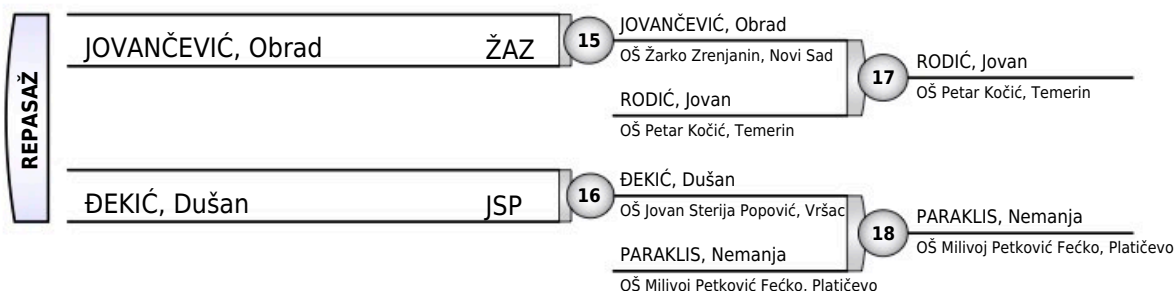 REPASAŽ
JOVANČEVIĆ, Obrad ŽAZ
15
JOVANČEVIĆ, Obrad
OŠ Žarko Zrenjanin, Novi Sad
RODIĆ, Jovan
OŠ Petar Kočić, Temerin
17
RODIĆ, Jovan
OŠ Petar Kočić, Temerin
ĐEKIĆ, Dušan JSP
16
ĐEKIĆ, Dušan
OŠ Jovan Sterija Popović, Vršac
PARAKLIS, Nemanja
OŠ Milivoj Petković Fećko, Platičevo
18
PARAKLIS, Nemanja
OŠ Milivoj Petković Fećko, Platičevo